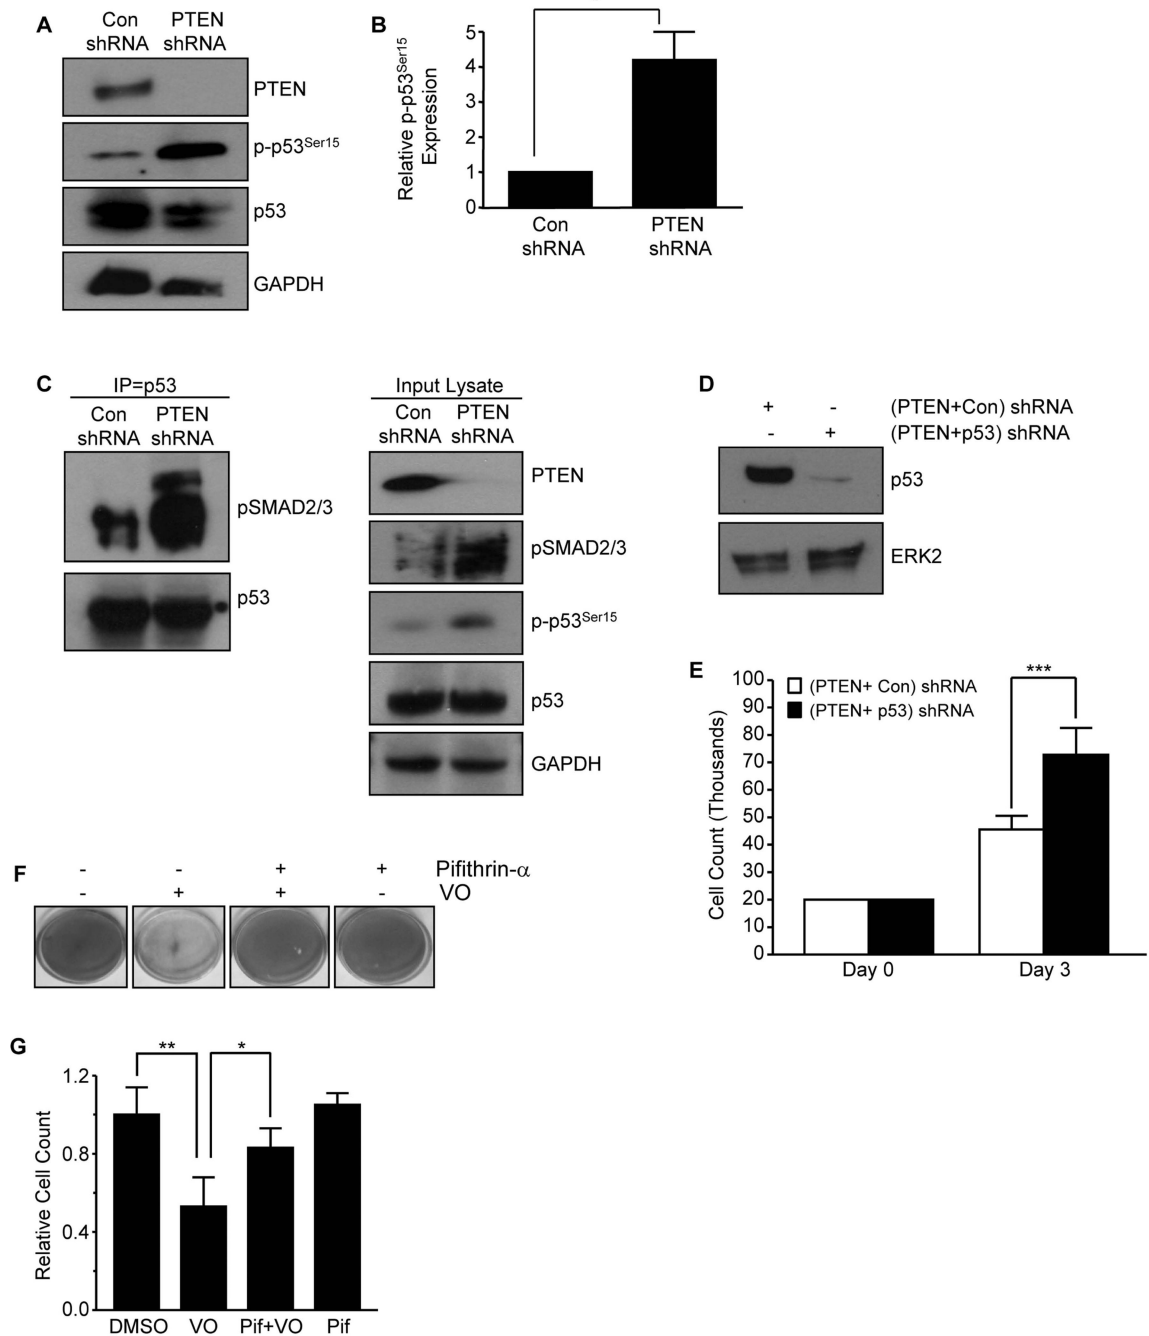 A
Con PTEN
shRNA shRNA
PTEN
p-p53Ser15
p53
GAPDH
B
Relative p-p53Ser15
Expression
5
4
3
2
1
0
Con PTEN
shRNA shRNA
C
IP=p53
Con PTEN
shRNA shRNA
pSMAD2/3
p53
Input Lysate
Con PTEN
shRNA shRNA
PTEN
pSMAD2/3
p-p53Ser15
p53
GAPDH
D
+ - (PTEN+Con) shRNA
- + (PTEN+p53) shRNA
p53
ERK2
E
***
(PTEN+ Con) shRNA
(PTEN+ p53) shRNA
Cell Count (Thousands)
100
90
80
70
60
50
40
30
20
10
0
Day 0 Day 3
F
- - + + Pifithrin-α
- + + - VO
G
** *
Relative Cell Count
1.2
0.8
0.4
0.0
DMSO VO Pif+VO Pif